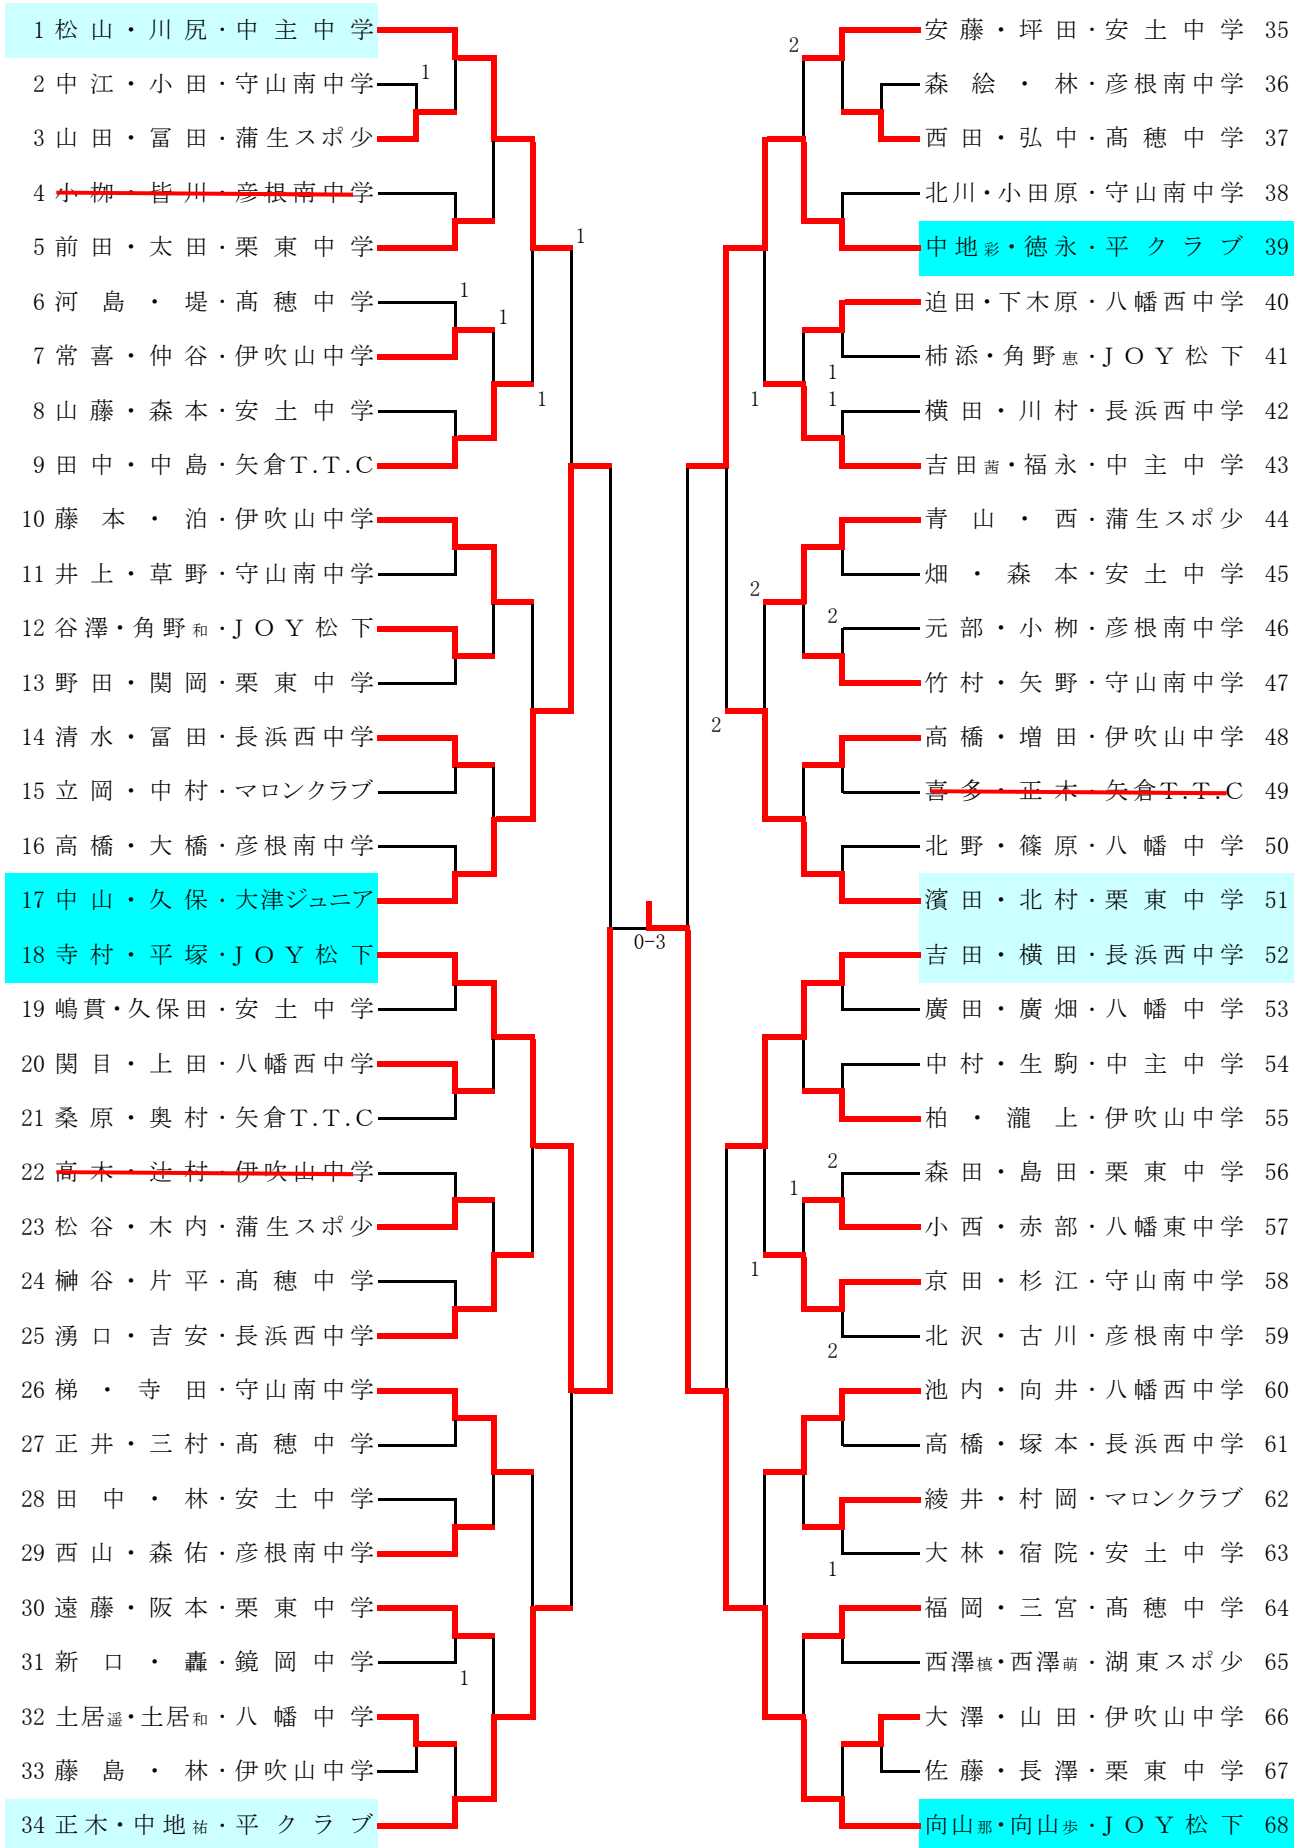 1 松山・川尻・中主中学
2 中江・小田・守山南中学
3 山田・冨田・蒲生スポ少
4 小栁・皆川・彦根南中学
5 前田・太田・栗東中学
6 河島・堤・髙穂中学
7 常喜・仲谷・伊吹山中学
8 山藤・森本・安土中学
9 田中・中島・矢倉T.T.C
10 藤本・泊・伊吹山中学
11 井上・草野・守山南中学
12 谷澤・角野和・JOY松下
13 野田・関岡・栗東中学
14 清水・冨田・長浜西中学
15 立岡・中村・マロンクラブ
16 高橋・大橋・彦根南中学
17 中山・久保・大津ジュニア
18 寺村・平塚・JOY松下
19 嶋貫・久保田・安土中学
20 関目・上田・八幡西中学
21 桑原・奥村・矢倉T.T.C
22 高木・辻村・伊吹山中学
23 松谷・木内・蒲生スポ少
24 榊谷・片平・髙穂中学
25 湧口・吉安・長浜西中学
26 梯・寺田・守山南中学
27 正井・三村・髙穂中学
28 田中・林・安土中学
29 西山・森佑・彦根南中学
30 遠藤・阪本・栗東中学
31 新口・轟・鏡岡中学
32 土居遥・土居和・八幡中学
33 藤島・林・伊吹山中学
34 正木・中地祐・平クラブ
1
1
1
1
1
1
0-3
2
1
1
1
2
2
2
2
1
1
2
1
安藤・坪田・安土中学 35
森絵・林・彦根南中学 36
西田・弘中・髙穂中学 37
北川・小田原・守山南中学 38
中地彩・徳永・平クラブ 39
迫田・下木原・八幡西中学 40
柿添・角野恵・JOY松下 41
横田・川村・長浜西中学 42
吉田茜・福永・中主中学 43
青山・西・蒲生スポ少 44
畑・森本・安土中学 45
元部・小栁・彦根南中学 46
竹村・矢野・守山南中学 47
高橋・増田・伊吹山中学 48
喜多・正木・矢倉T.T.C 49
北野・篠原・八幡中学 50
濱田・北村・栗東中学 51
吉田・横田・長浜西中学 52
廣田・廣畑・八幡中学 53
中村・生駒・中主中学 54
柏・瀧上・伊吹山中学 55
森田・島田・栗東中学 56
小西・赤部・八幡東中学 57
京田・杉江・守山南中学 58
北沢・古川・彦根南中学 59
池内・向井・八幡西中学 60
高橋・塚本・長浜西中学 61
綾井・村岡・マロンクラブ 62
大林・宿院・安土中学 63
福岡・三宮・髙穂中学 64
西澤槙・西澤萌・湖東スポ少 65
大澤・山田・伊吹山中学 66
佐藤・長澤・栗東中学 67
向山那・向山歩・JOY松下 68